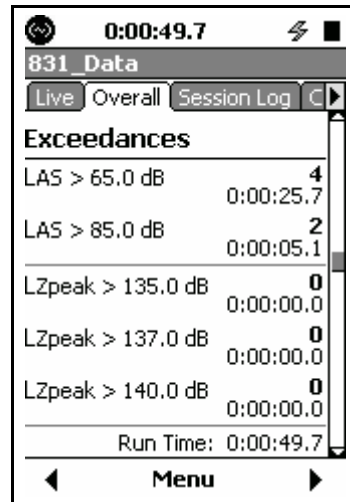 0:00:49.7
831_Data
Live Overall Session Log C
Exceedances
LAS > 65.0 dB 4
0:00:25.7
LAS > 85.0 dB 2
0:00:05.1
LZpeak > 135.0 dB 0
0:00:00.0
LZpeak > 137.0 dB 0
0:00:00.0
LZpeak > 140.0 dB 0
0:00:00.0
Run Time: 0:00:49.7
Menu